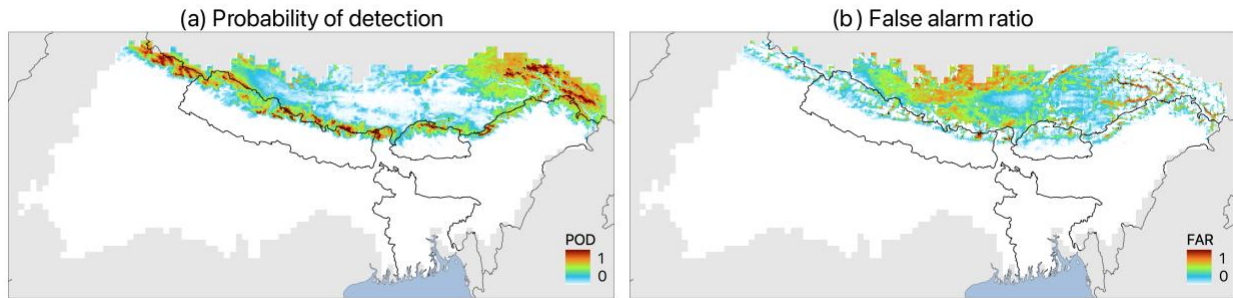 (a) Probability of detection
(b) False alarm ratio
POD
1
0
FAR
1
0